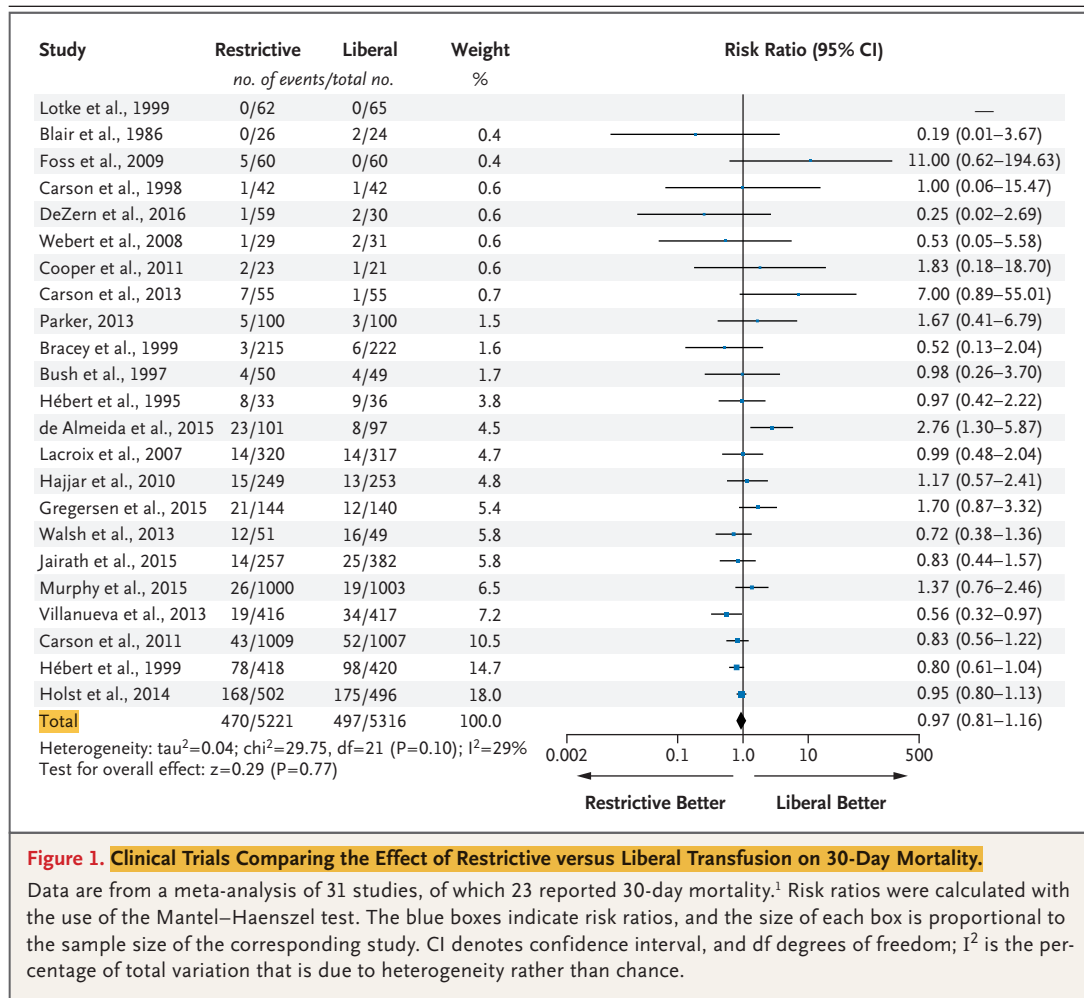 Study Restrictive Liberal Weight Risk Ratio (95% CI)
no. of events/total no. %
Lotke et al., 1999 0/62 0/65 —
Blair et al., 1986 0/26 2/24 0.4 0.19 (0.01–3.67)
Foss et al., 2009 5/60 0/60 0.4 11.00 (0.62–194.63)
Carson et al., 1998 1/42 1/42 0.6 1.00 (0.06–15.47)
DeZern et al., 2016 1/59 2/30 0.6 0.25 (0.02–2.69)
Webert et al., 2008 1/29 2/31 0.6 0.53 (0.05–5.58)
Cooper et al., 2011 2/23 1/21 0.6 1.83 (0.18–18.70)
Carson et al., 2013 7/55 1/55 0.7 7.00 (0.89–55.01)
Parker, 2013 5/100 3/100 1.5 1.67 (0.41–6.79)
Bracey et al., 1999 3/215 6/222 1.6 0.52 (0.13–2.04)
Bush et al., 1997 4/50 4/49 1.7 0.98 (0.26–3.70)
Hébert et al., 1995 8/33 9/36 3.8 0.97 (0.42–2.22)
de Almeida et al., 2015 23/101 8/97 4.5 2.76 (1.30–5.87)
Lacroix et al., 2007 14/320 14/317 4.7 0.99 (0.48–2.04)
Hajjar et al., 2010 15/249 13/253 4.8 1.17 (0.57–2.41)
Gregersen et al., 2015 21/144 12/140 5.4 1.70 (0.87–3.32)
Walsh et al., 2013 12/51 16/49 5.8 0.72 (0.38–1.36)
Jairath et al., 2015 14/257 25/382 5.8 0.83 (0.44–1.57)
Murphy et al., 2015 26/1000 19/1003 6.5 1.37 (0.76–2.46)
Villanueva et al., 2013 19/416 34/417 7.2 0.56 (0.32–0.97)
Carson et al., 2011 43/1009 52/1007 10.5 0.83 (0.56–1.22)
Hébert et al., 1999 78/418 98/420 14.7 0.80 (0.61–1.04)
Holst et al., 2014 168/502 175/496 18.0 0.95 (0.80–1.13)
Total 470/5221 497/5316 100.0 0.97 (0.81–1.16)
Heterogeneity: tau²=0.04; chi²=29.75, df=21 (P=0.10); I²=29%
Test for overall effect: z=0.29 (P=0.77)
0.002 0.1 1.0 10 500
Restrictive Better Liberal Better
Figure 1. Clinical Trials Comparing the Effect of Restrictive versus Liberal Transfusion on 30-Day Mortality.
Data are from a meta-analysis of 31 studies, of which 23 reported 30-day mortality.¹ Risk ratios were calculated with
the use of the Mantel–Haenszel test. The blue boxes indicate risk ratios, and the size of each box is proportional to
the sample size of the corresponding study. CI denotes confidence interval, and df degrees of freedom; I² is the per-
centage of total variation that is due to heterogeneity rather than chance.